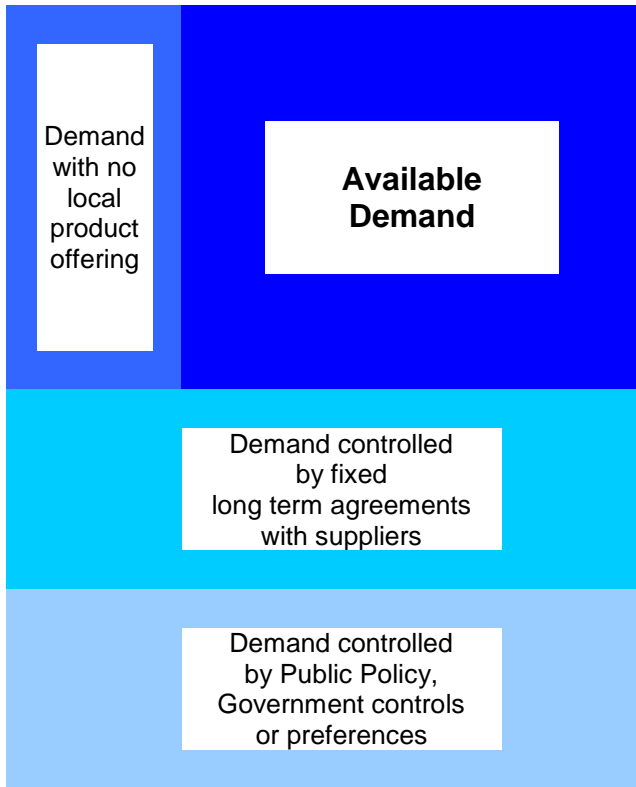 Demand
with no
local
product
offering
Available
Demand
Demand controlled
by fixed
long term agreements
with suppliers
Demand controlled
by Public Policy,
Government controls
or preferences